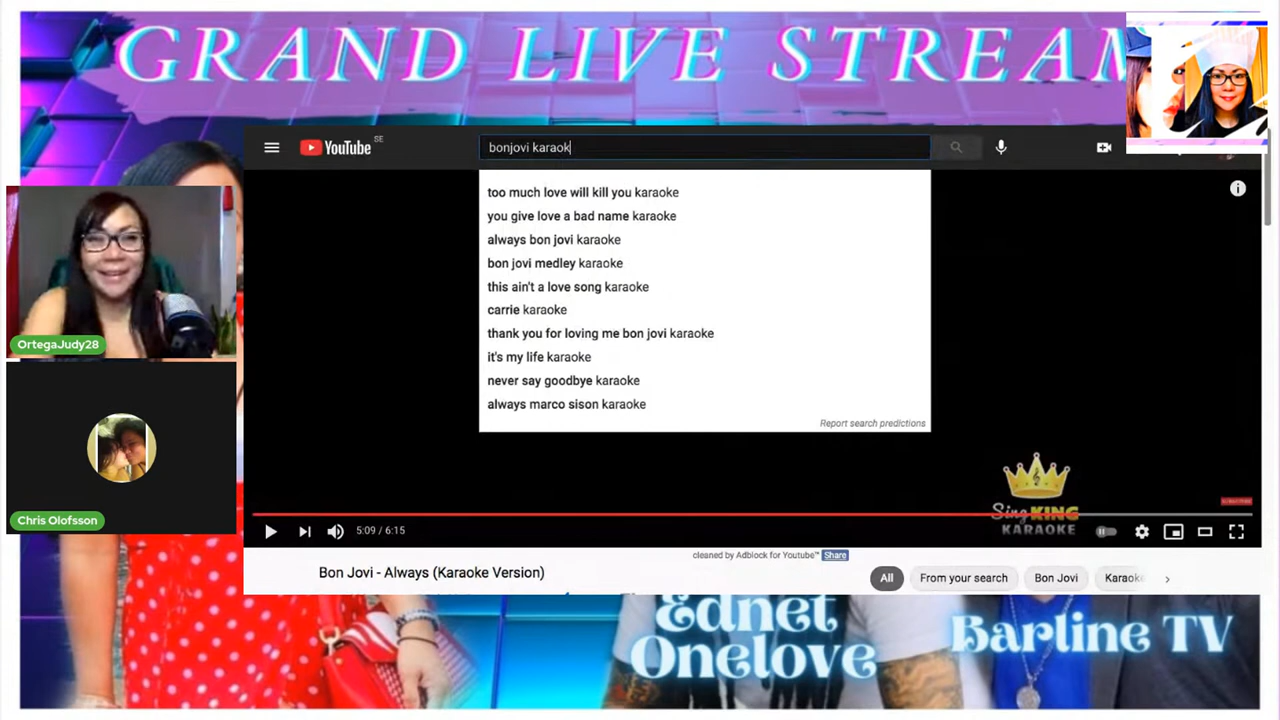 GRAND LIVE STREAM
YouTube SE
bonjovi karaok
too much love will kill you karaoke
you give love a bad name karaoke
always bon jovi karaoke
bon jovi medley karaoke
this ain't a love song karaoke
carrie karaoke
thank you for loving me bon jovi karaoke
it's my life karaoke
never say goodbye karaoke
always marco sison karaoke
Report search predictions
OrtegaJudy28
Chris Olofsson
Sing KING
KARAOKE
5:09 / 6:15
cleaned by Adblock for Youtube™ Share
Bon Jovi - Always (Karaoke Version)
All
From your search
Bon Jovi
Karaoke
Ednet
Onelove
Barline TV